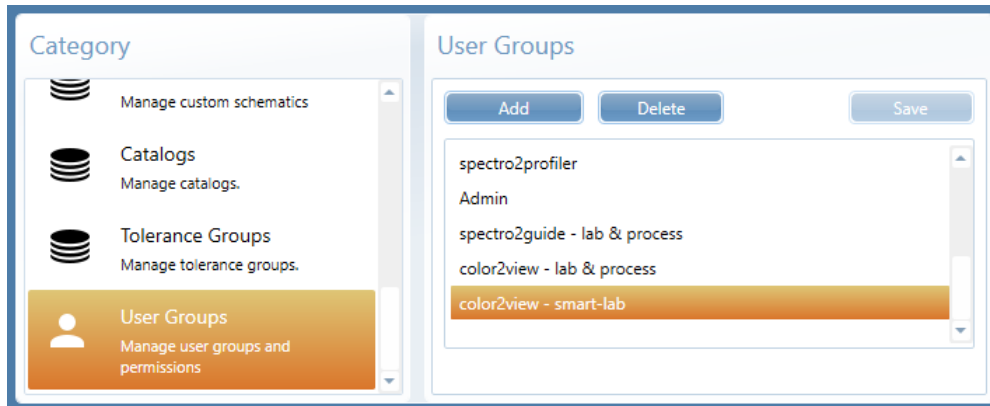 Category
Manage custom schematics
Catalogs
Manage catalogs.
Tolerance Groups
Manage tolerance groups.
User Groups
Manage user groups and
permissions
User Groups
Add
Delete
Save
spectro2profiler
Admin
spectro2guide - lab & process
color2view - lab & process
color2view - smart-lab